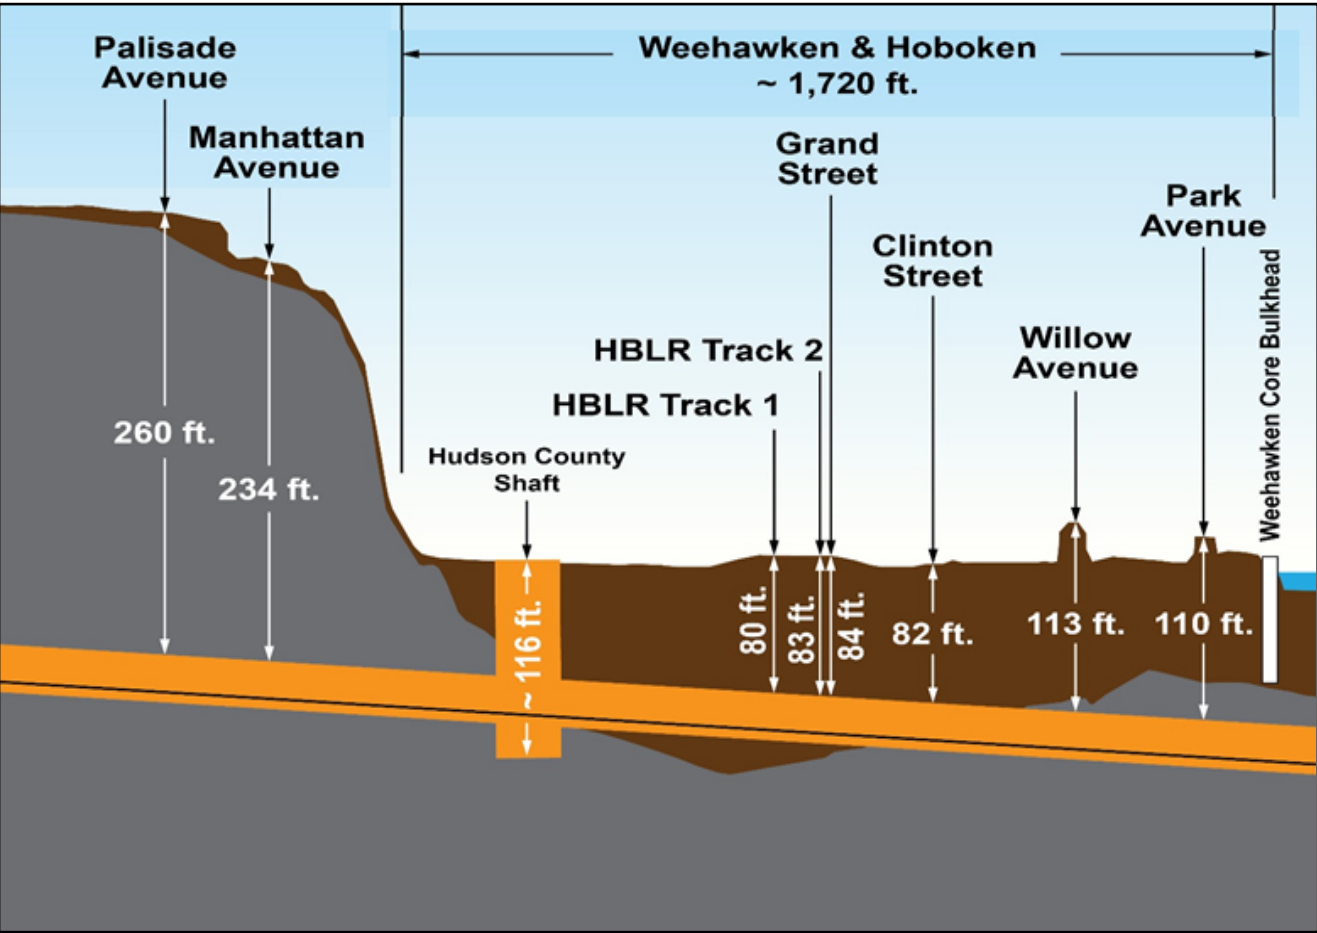 Palisade
Avenue
Weehawken & Hoboken
~ 1,720 ft.
Manhattan
Avenue
Grand
Street
Park
Avenue
Clinton
Street
Weehawken Core Bulkhead
HBLR Track 2
Willow
Avenue
HBLR Track 1
Hudson County
Shaft
260 ft.
234 ft.
~ 116 ft.
80 ft.
83 ft.
84 ft.
82 ft.
113 ft.
110 ft.